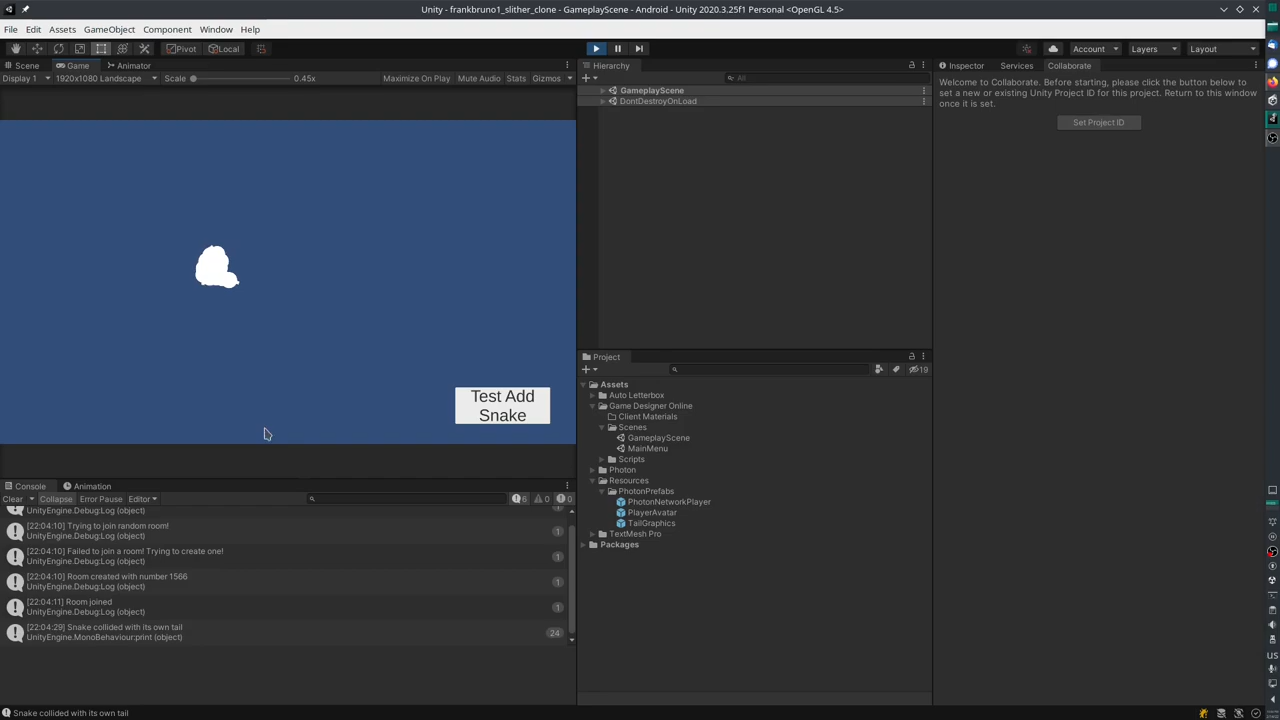 Unity - frankbruno1_slither_clone - GameplayScene - Android - Unity 2020.3.25f1 Personal <OpenGL 4.5>
File Edit Assets GameObject Component Window Help
Pivot Local Account Layers Layout
Scene Game Animator
Display 1 1920x1080 Landscape Scale 0.45x Maximize On Play Mute Audio Stats Gizmos
Test Add
Snake
Console Animation
Clear Collapse Error Pause Editor 6 0 0
UnityEngine.Debug:Log (object)
[22:04:10] Trying to join random room!
UnityEngine.Debug:Log (object) 1
[22:04:10] Failed to join a room! Trying to create one!
UnityEngine.Debug:Log (object) 1
[22:04:10] Room created with number 1566
UnityEngine.Debug:Log (object) 1
[22:04:11] Room joined
UnityEngine.Debug:Log (object) 1
[22:04:29] Snake collided with its own tail
UnityEngine.MonoBehaviour:print (object) 24
Snake collided with its own tail
Hierarchy
All
GameplayScene
DontDestroyOnLoad
Project
19
Assets
Auto Letterbox
Game Designer Online
Client Materials
Scenes
GameplayScene
MainMenu
Scripts
Photon
Resources
PhotonPrefabs
PhotonNetworkPlayer
PlayerAvatar
TailGraphics
TextMesh Pro
Packages
Inspector Services Collaborate
Welcome to Collaborate. Before starting, please click the button below to
set a new or existing Unity Project ID for this project. Return to this window
once it is set.
Set Project ID
US